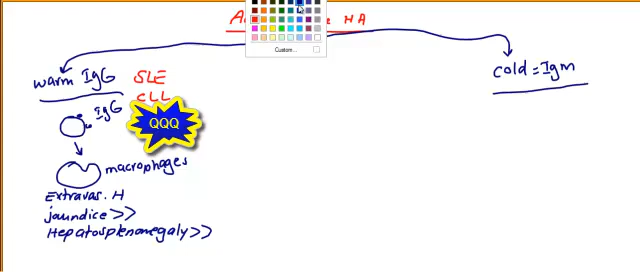 HA
warm IgG SLE
cLL
cold = Igm
IgG
QQQ
macrophages
Extravas. H
jaundice >>
Hepatosplenomegaly >>
Custom...